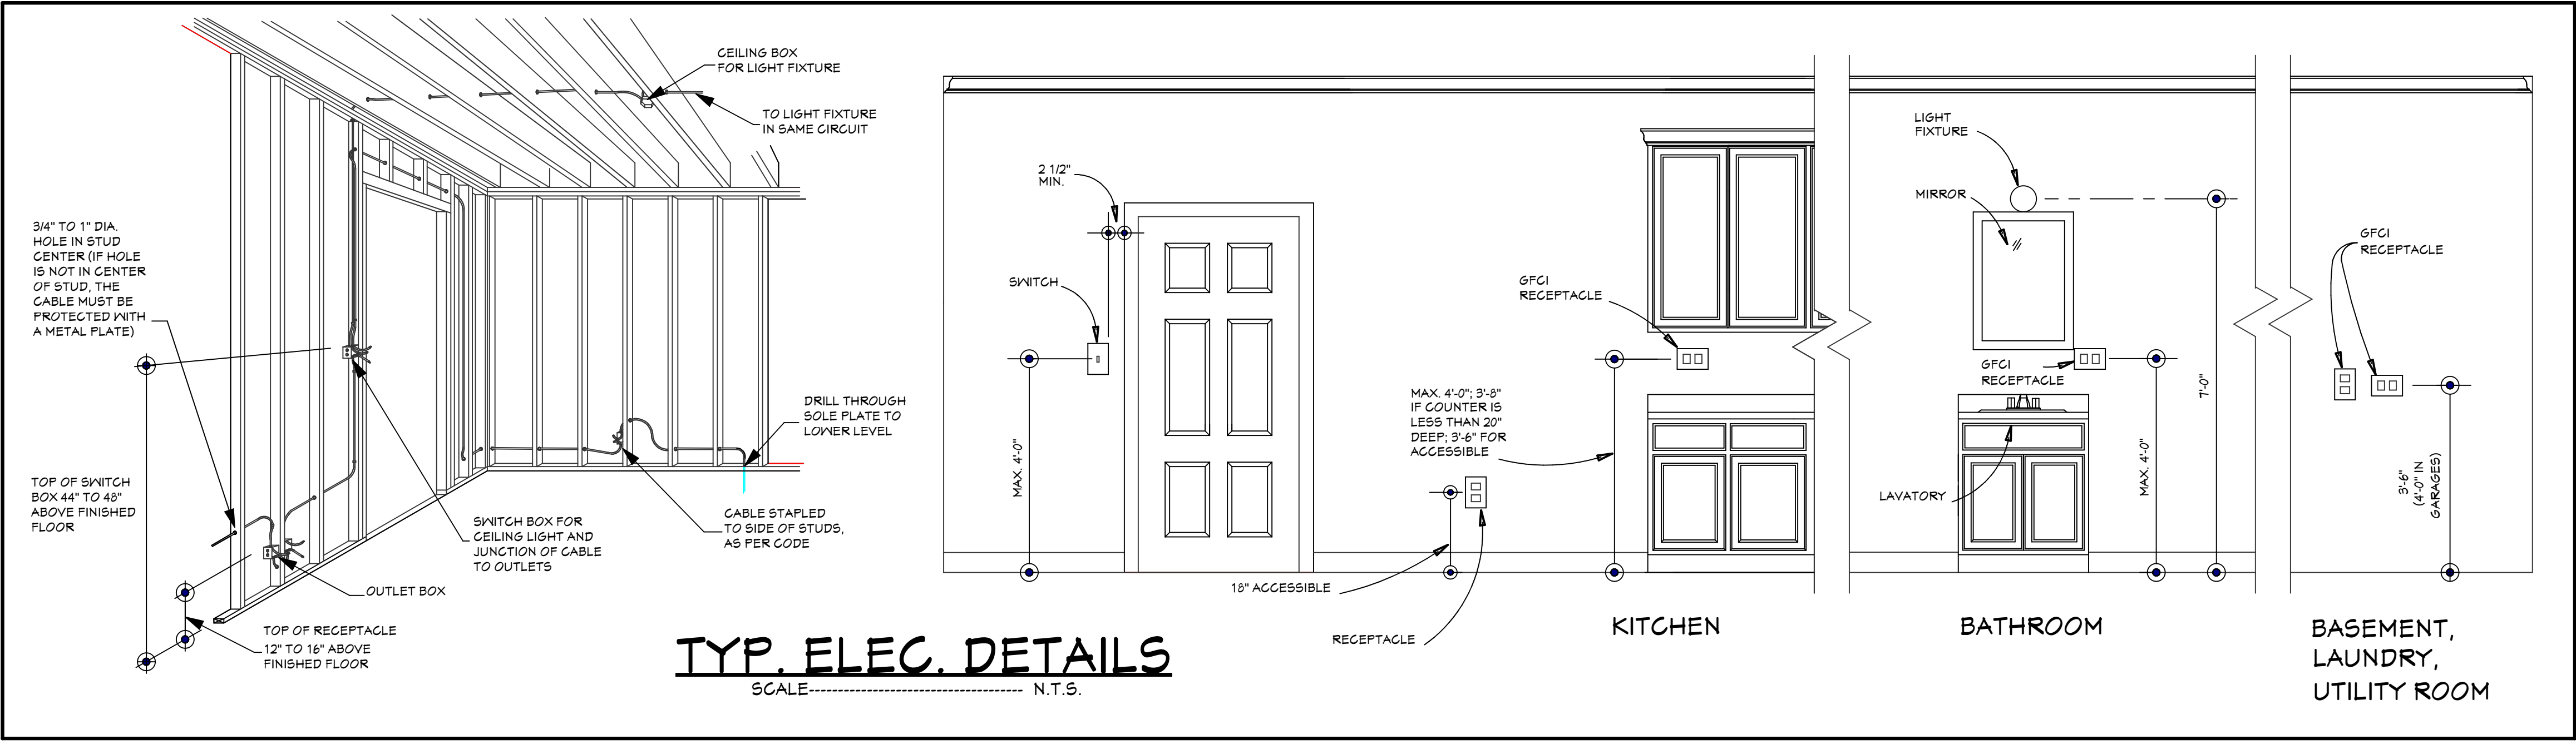 CEILING BOX
FOR LIGHT FIXTURE
TO LIGHT FIXTURE
IN SAME CIRCUIT
3/4" TO 1" DIA.
HOLE IN STUD
CENTER (IF HOLE
IS NOT IN CENTER
OF STUD, THE
CABLE MUST BE
PROTECTED WITH
A METAL PLATE)
DRILL THROUGH
SOLE PLATE TO
LOWER LEVEL
TOP OF SWITCH
BOX 44" TO 48"
ABOVE FINISHED
FLOOR
SWITCH BOX FOR
CEILING LIGHT AND
JUNCTION OF CABLE
TO OUTLETS
CABLE STAPLED
TO SIDE OF STUDS,
AS PER CODE
OUTLET BOX
TOP OF RECEPTACLE
12" TO 16" ABOVE
FINISHED FLOOR
TYP. ELEC. DETAILS
SCALE------------------------------------- N.T.S.
2 1/2"
MIN.
SWITCH
MAX. 4'-0"
GFCI
RECEPTACLE
MAX. 4'-0"; 3'-8"
IF COUNTER IS
LESS THAN 20"
DEEP; 3'-6" FOR
ACCESSIBLE
18" ACCESSIBLE
RECEPTACLE
KITCHEN
LIGHT
FIXTURE
MIRROR
GFCI
RECEPTACLE
LAVATORY
MAX. 4'-0"
7'-0"
BATHROOM
GFCI
RECEPTACLE
3'-6"
(4'-0" IN
GARAGES)
BASEMENT,
LAUNDRY,
UTILITY ROOM